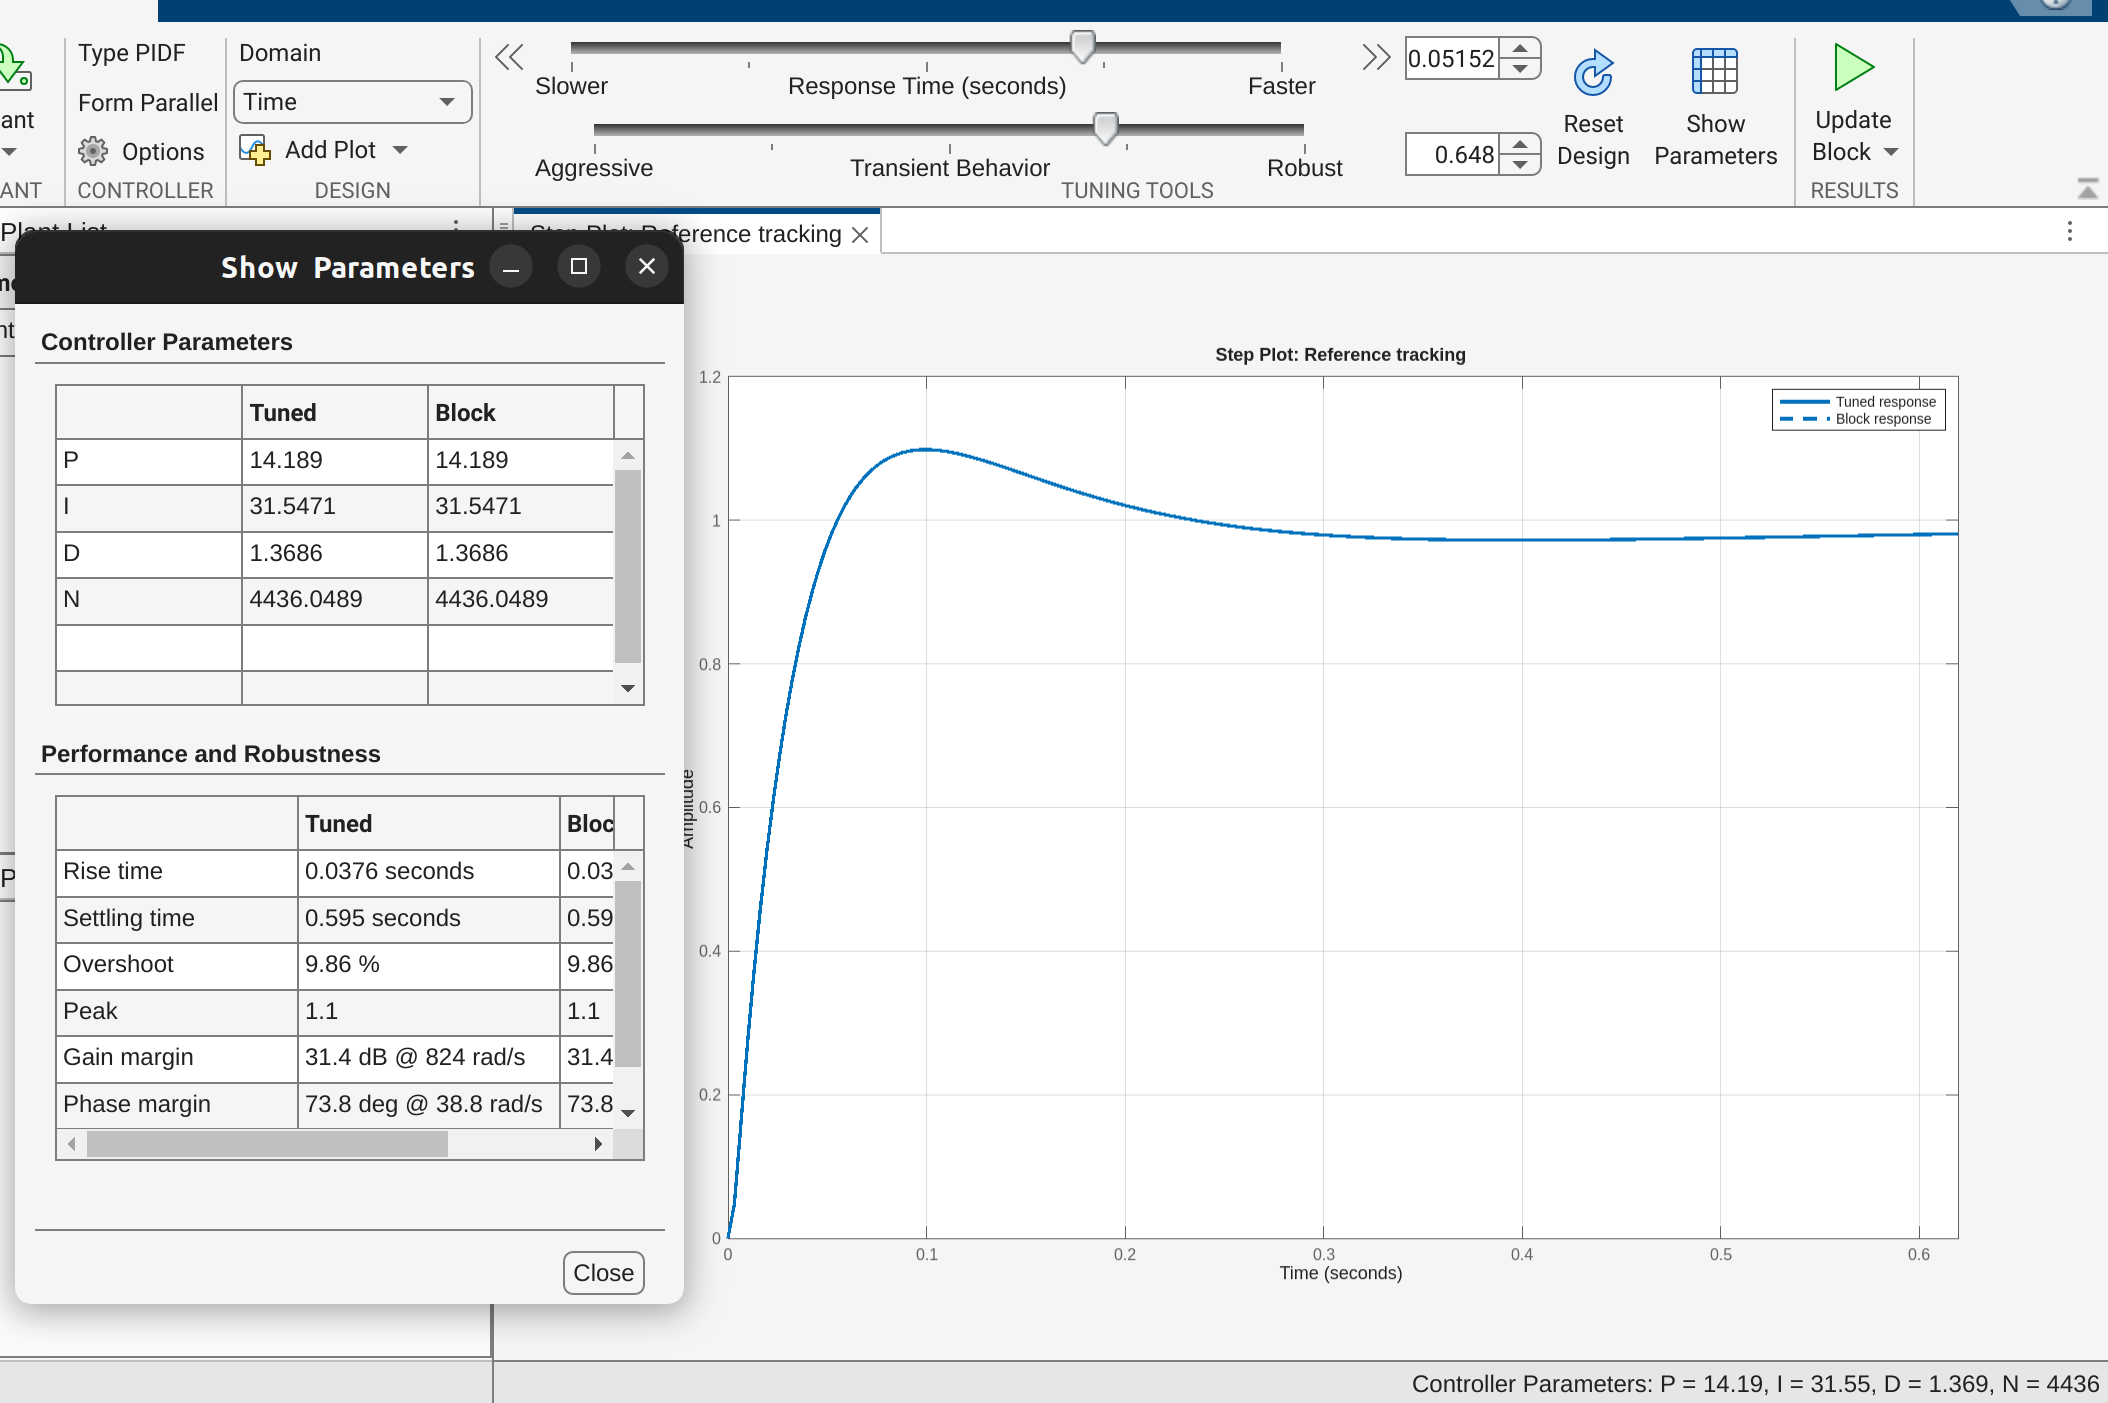 Type PIDF
Form Parallel
Options
CONTROLLER
Domain
Time
Add Plot
DESIGN
Slower
Response Time (seconds)
Faster
Aggressive
Transient Behavior
Robust
TUNING TOOLS
0.05152
0.648
Reset
Design
Show
Parameters
Update
Block
RESULTS
ant
ANT
Plant List
Step Plot: Reference tracking
Show Parameters
Controller Parameters
Tuned Block
P 14.189 14.189
I 31.5471 31.5471
D 1.3686 1.3686
N 4436.0489 4436.0489
Performance and Robustness
Tuned Bloc
Rise time 0.0376 seconds 0.03
Settling time 0.595 seconds 0.59
Overshoot 9.86 % 9.86
Peak 1.1 1.1
Gain margin 31.4 dB @ 824 rad/s 31.4
Phase margin 73.8 deg @ 38.8 rad/s 73.8
Close
P
Step Plot: Reference tracking
Tuned response
Block response
1.2
1
0.8
0.6
0.4
0.2
0
Amplitude
0 0.1 0.2 0.3 0.4 0.5 0.6
Time (seconds)
Controller Parameters: P = 14.19, I = 31.55, D = 1.369, N = 4436